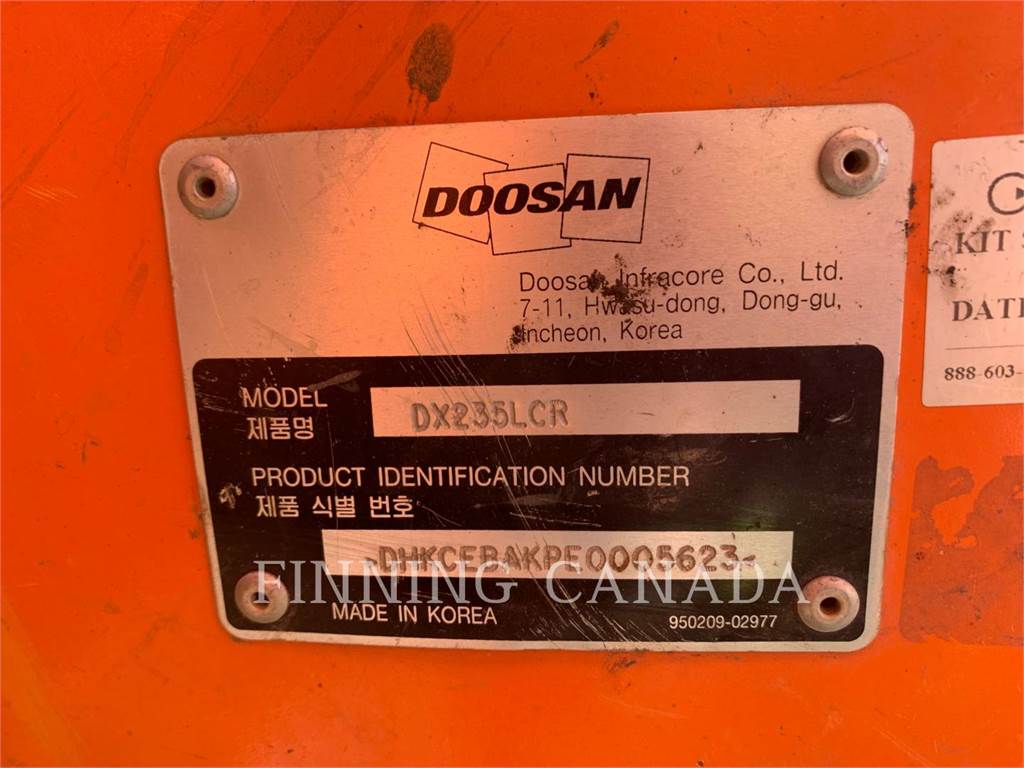 DOOSAN
Doosan Infracore Co., Ltd.
7-11, Hwasu-dong, Dong-gu,
Incheon, Korea
MODEL
제품명
DX235LCR
PRODUCT IDENTIFICATION NUMBER
제품 식별 번호
-DHKCEBAKPE0005623-
FINNING CANADA
MADE IN KOREA
950209-02977
KIT
DATE
888-603-